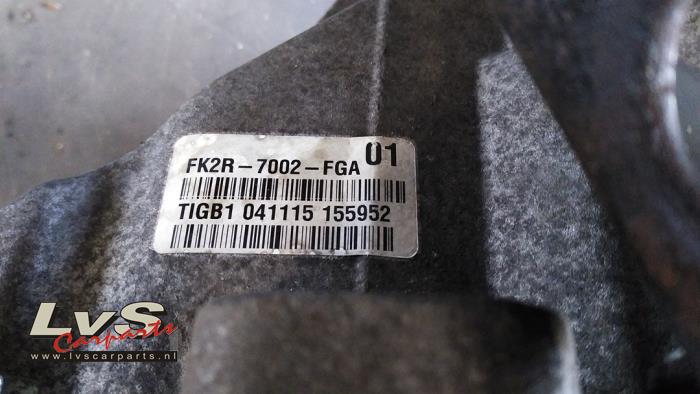 01
FK2R-7002-FGA
TIGB1 041115 155952
LvS
Carparts
www.lvscarparts.nl